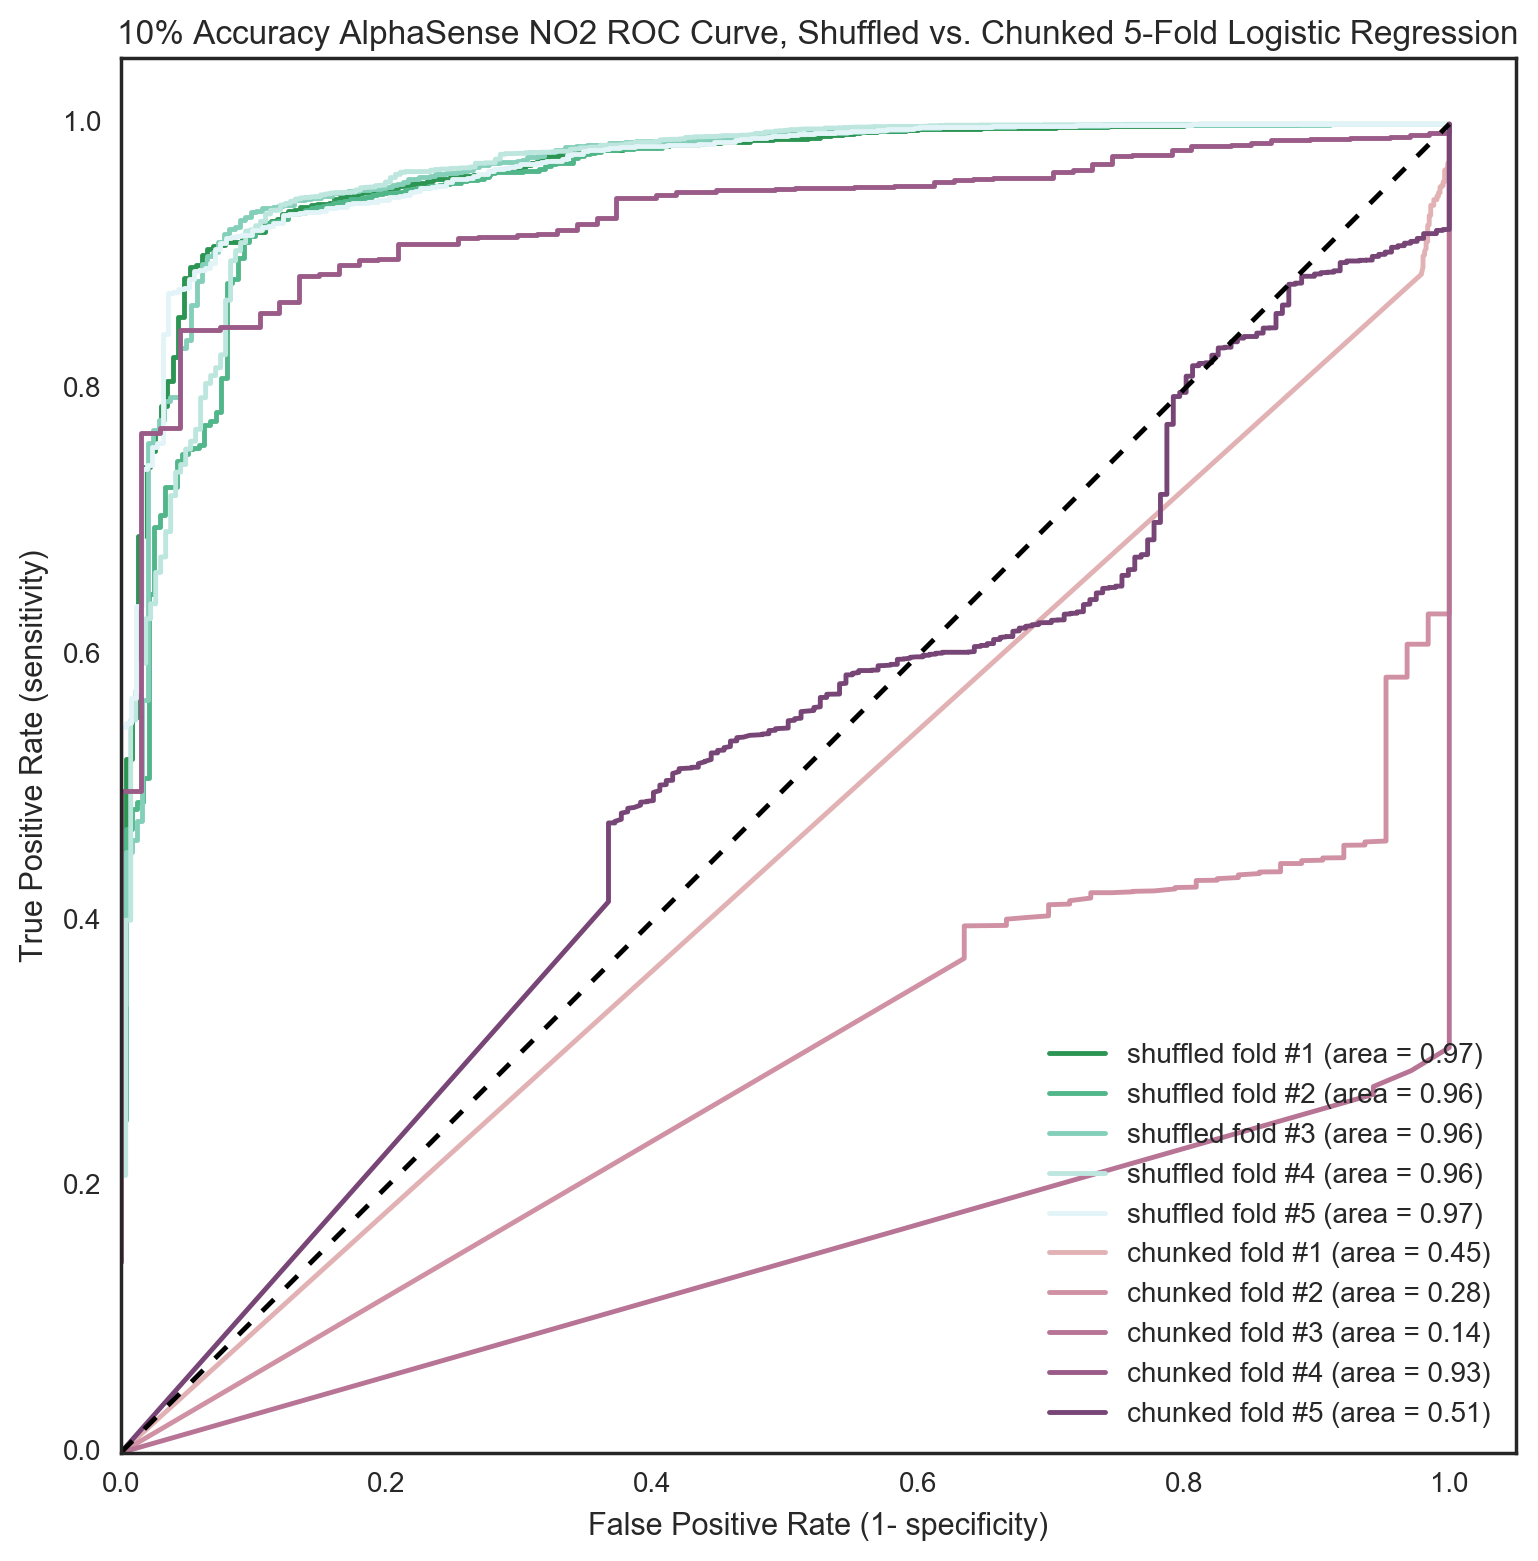 10% Accuracy AlphaSense NO2 ROC Curve, Shuffled vs. Chunked 5-Fold Logistic Regression
1.0
0.8
0.6
0.4
0.2
0.0
True Positive Rate (sensitivity)
shuffled fold #1 (area = 0.97)
shuffled fold #2 (area = 0.96)
shuffled fold #3 (area = 0.96)
shuffled fold #4 (area = 0.96)
shuffled fold #5 (area = 0.97)
chunked fold #1 (area = 0.45)
chunked fold #2 (area = 0.28)
chunked fold #3 (area = 0.14)
chunked fold #4 (area = 0.93)
chunked fold #5 (area = 0.51)
0.0 0.2 0.4 0.6 0.8 1.0
False Positive Rate (1- specificity)